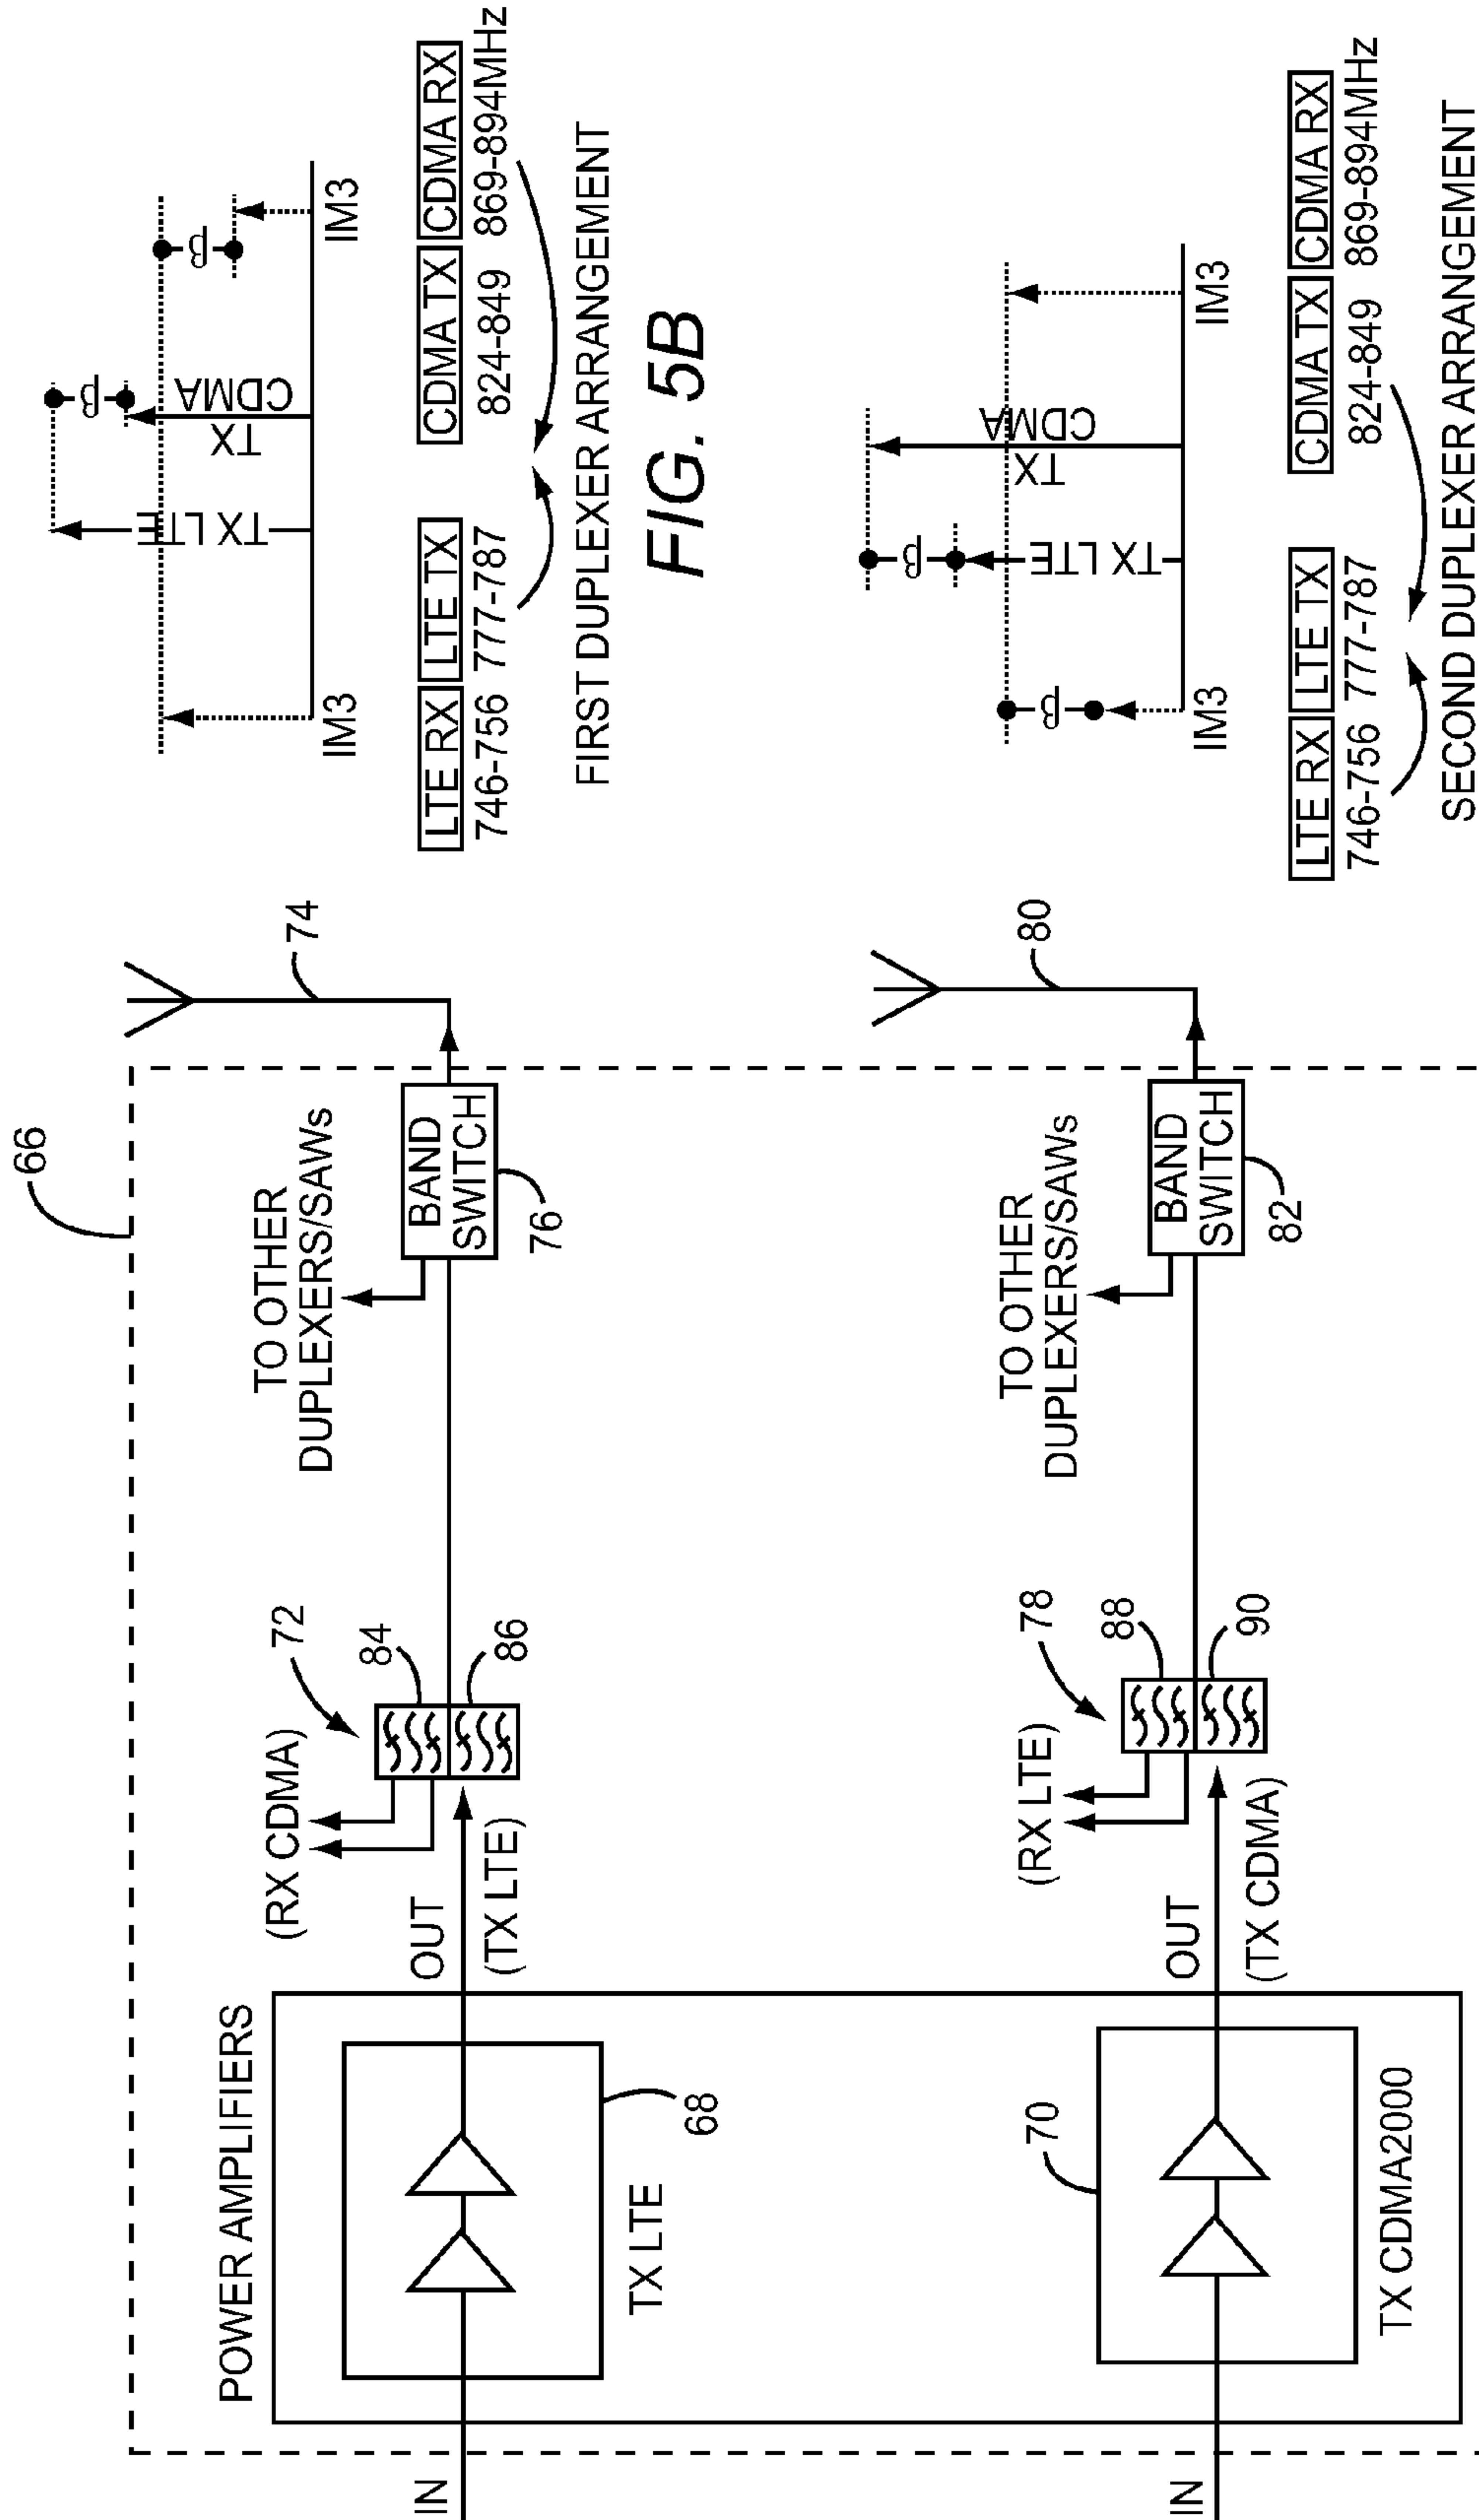 66
POWER AMPLIFIERS
IN
68
TX LTE
OUT
(TX LTE)
(RX CDMA)
72
84
86
TO OTHER
DUPLEXERS/SAWs
BAND
SWITCH
76
74
IN
70
TX CDMA2000
OUT
(TX CDMA)
(RX LTE)
78
88
90
TO OTHER
DUPLEXERS/SAWs
BAND
SWITCH
82
80
IM3
TX LTE
TX
CDMA
β
β
IM3
LTE RX LTE TX CDMA TX CDMA RX
746-756 777-787 824-849 869-894MHz
FIRST DUPLEXER ARRANGEMENT
FIG. 5B
IM3
β
TX LTE
β
TX
CDMA
IM3
LTE RX LTE TX CDMA TX CDMA RX
746-756 777-787 824-849 869-894MHz
SECOND DUPLEXER ARRANGEMENT